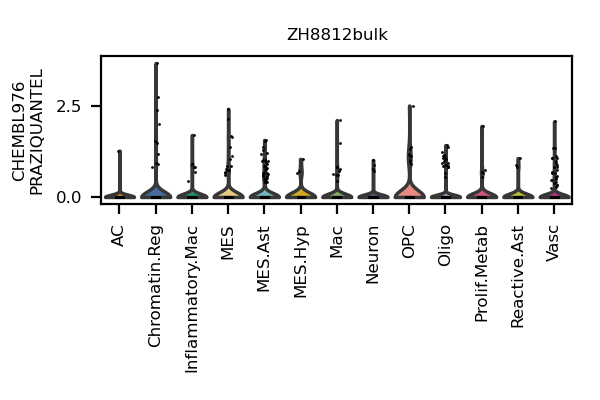 ZH8812bulk
CHEMBL976
PRAZIQUANTEL
2.5
0.0
AC
Chromatin.Reg
Inflammatory.Mac
MES
MES.Ast
MES.Hyp
Mac
Neuron
OPC
Oligo
Prolif.Metab
Reactive.Ast
Vasc